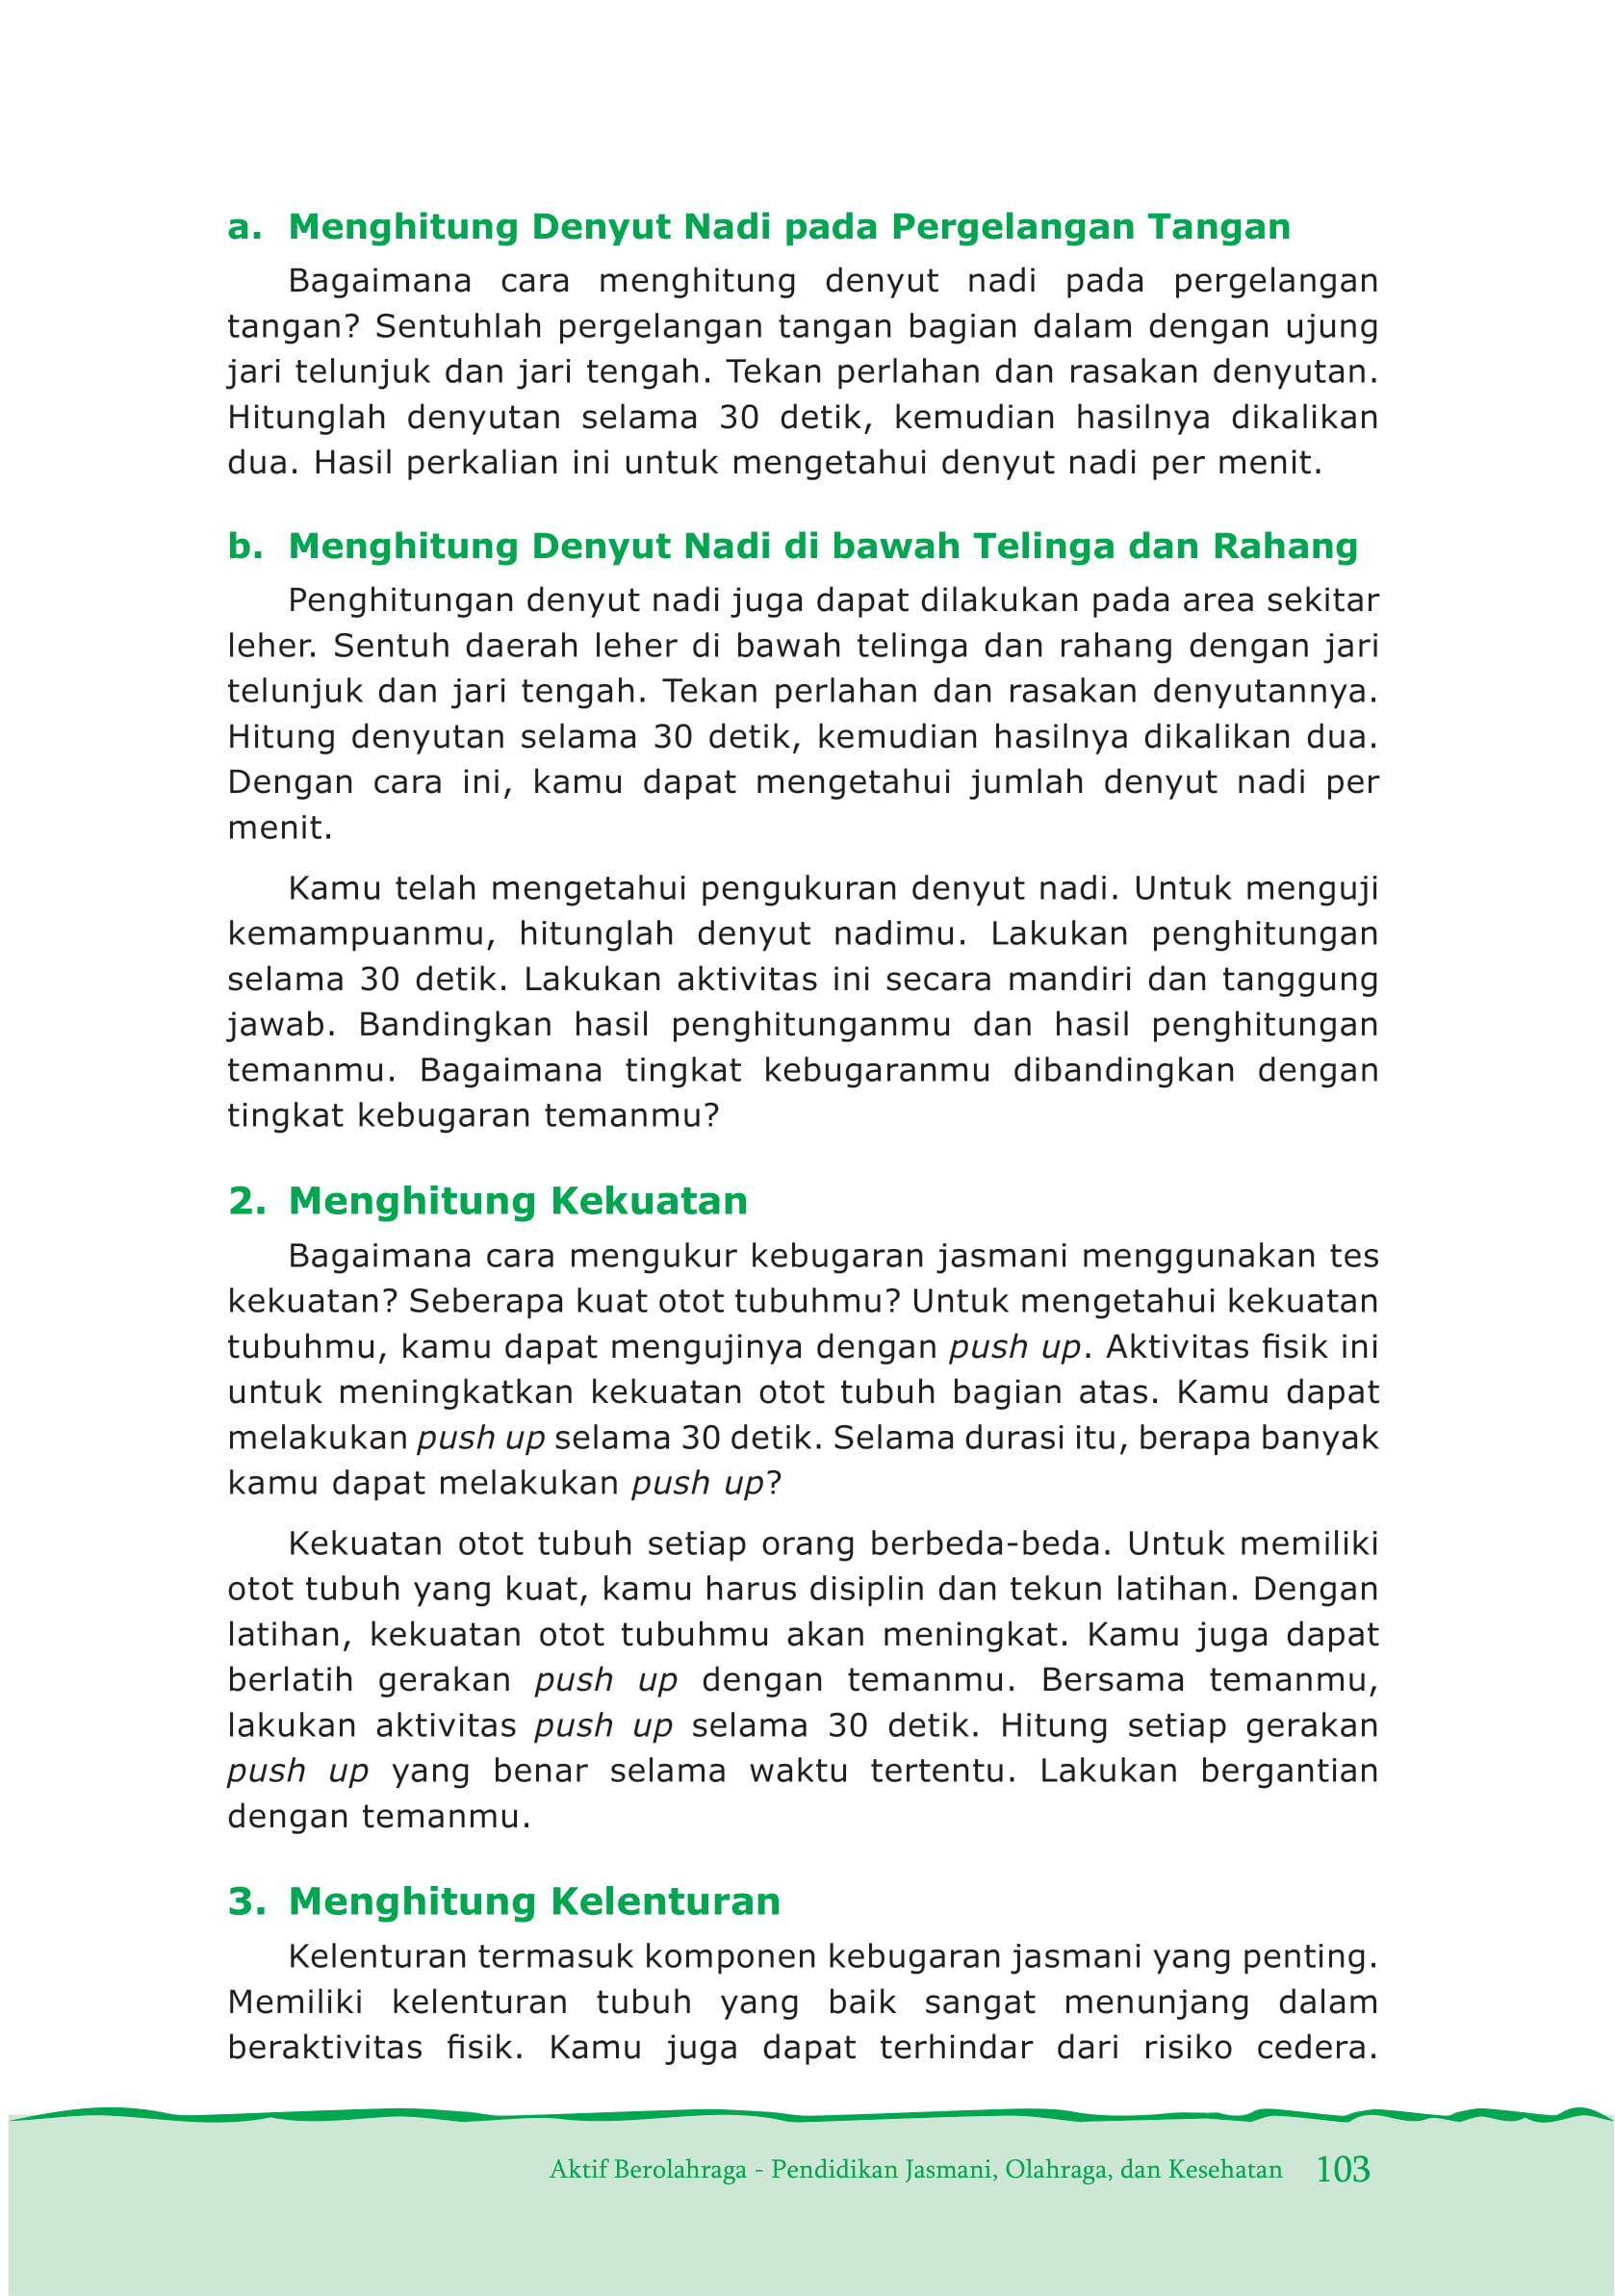 a. Menghitung Denyut Nadi pada Pergelangan Tangan
Bagaimana cara menghitung denyut nadi pada pergelangan
tangan? Sentuhlah pergelangan tangan bagian dalam dengan ujung
jari telunjuk dan jari tengah. Tekan perlahan dan rasakan denyutan.
Hitunglah denyutan selama 30 detik, kemudian hasilnya dikalikan
dua. Hasil perkalian ini untuk mengetahui denyut nadi per menit.
b. Menghitung Denyut Nadi di bawah Telinga dan Rahang
Penghitungan denyut nadi juga dapat dilakukan pada area sekitar
leher. Sentuh daerah leher di bawah telinga dan rahang dengan jari
telunjuk dan jari tengah. Tekan perlahan dan rasakan denyutannya.
Hitung denyutan selama 30 detik, kemudian hasilnya dikalikan dua.
Dengan cara ini, kamu dapat mengetahui jumlah denyut nadi per
menit.
Kamu telah mengetahui pengukuran denyut nadi. Untuk menguji
kemampuanmu, hitunglah denyut nadimu. Lakukan penghitungan
selama 30 detik. Lakukan aktivitas ini secara mandiri dan tanggung
jawab. Bandingkan hasil penghitunganmu dan hasil penghitungan
temanmu. Bagaimana tingkat kebugaranmu dibandingkan dengan
tingkat kebugaran temanmu?
2. Menghitung Kekuatan
Bagaimana cara mengukur kebugaran jasmani menggunakan tes
kekuatan? Seberapa kuat otot tubuhmu? Untuk mengetahui kekuatan
tubuhmu, kamu dapat mengujinya dengan push up. Aktivitas fisik ini
untuk meningkatkan kekuatan otot tubuh bagian atas. Kamu dapat
melakukan push up selama 30 detik. Selama durasi itu, berapa banyak
kamu dapat melakukan push up?
Kekuatan otot tubuh setiap orang berbeda-beda. Untuk memiliki
otot tubuh yang kuat, kamu harus disiplin dan tekun latihan. Dengan
latihan, kekuatan otot tubuhmu akan meningkat. Kamu juga dapat
berlatih gerakan push up dengan temanmu. Bersama temanmu,
lakukan aktivitas push up selama 30 detik. Hitung setiap gerakan
push up yang benar selama waktu tertentu. Lakukan bergantian
dengan temanmu.
3. Menghitung Kelenturan
Kelenturan termasuk komponen kebugaran jasmani yang penting.
Memiliki kelenturan tubuh yang baik sangat menunjang dalam
beraktivitas fisik. Kamu juga dapat terhindar dari risiko cedera.
Aktif Berolahraga - Pendidikan Jasmani, Olahraga, dan Kesehatan 103